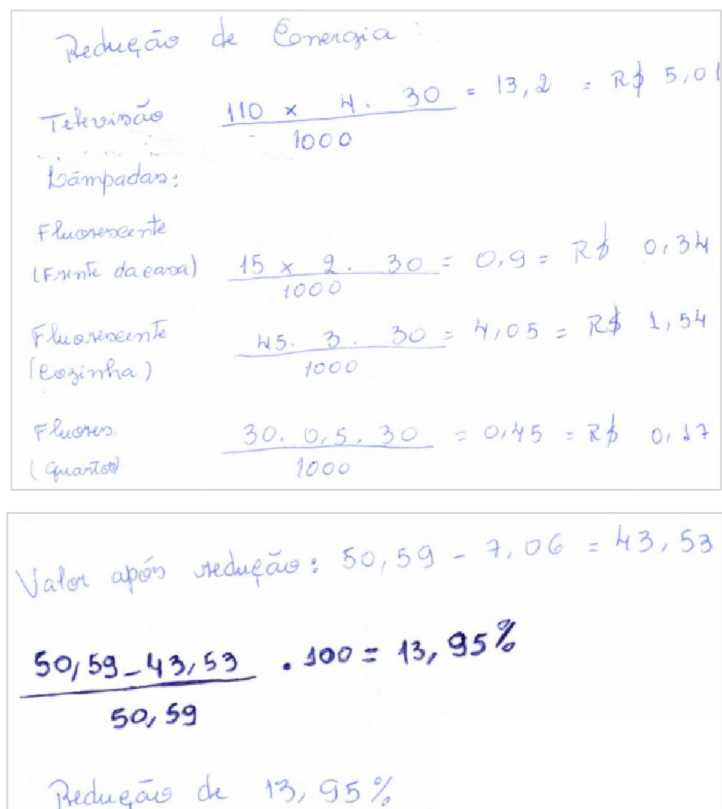 Redução de Energia:
Televisão 110 x 4. 30 = 13,2 = R$ 5,01
1000
Lâmpadas:
Fluorescente
(Frente da casa) 15 x 2. 30 = 0,9 = R$ 0,34
1000
Fluorescente
(Cozinha) 45. 3. 30 = 4,05 = R$ 1,54
1000
Fluores.
(Quartos) 30. 0,5. 30 = 0,45 = R$ 0,17
1000
Valor após redução: 50,59 - 7,06 = 43,53
50,59-43,53 . 100 = 13,95%
50,59
Redução de 13,95%